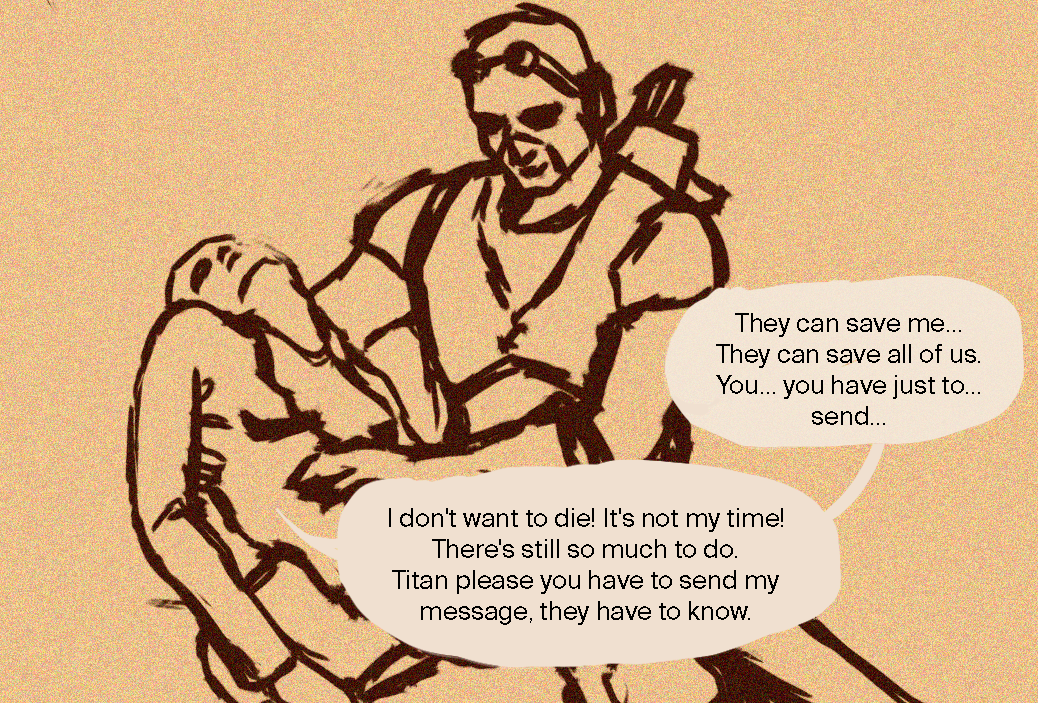 They can save me...
They can save all of us.
You... you have just to...
send...
I don't want to die! It's not my time!
There's still so much to do.
Titan please you have to send my
message, they have to know.